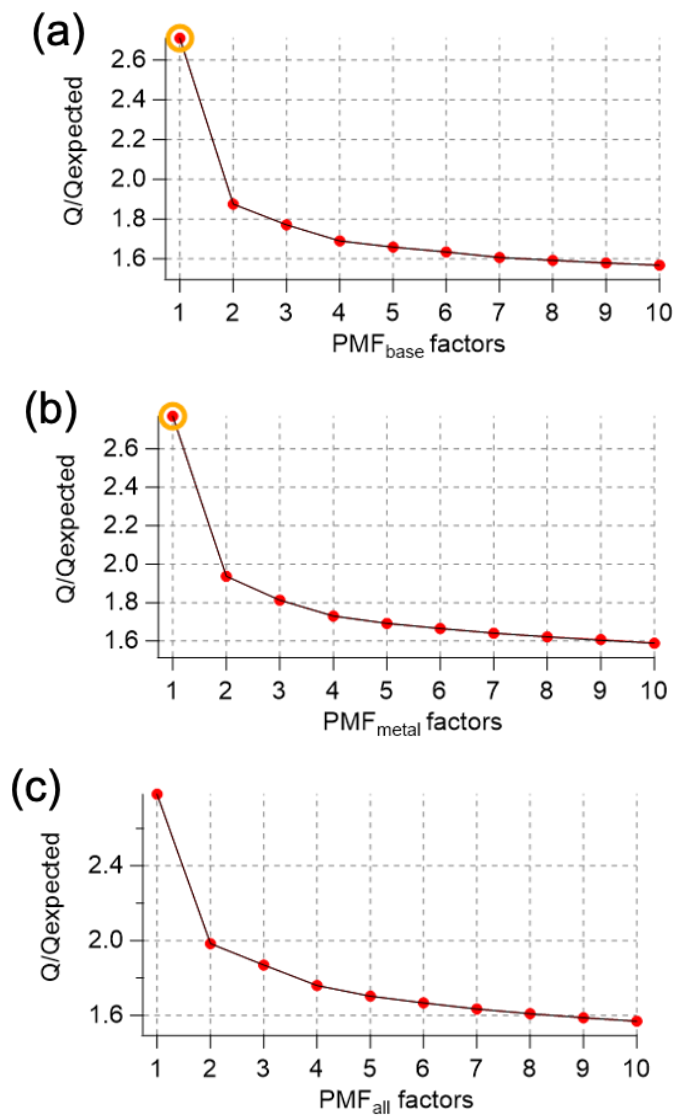 (a)
Q/Qexpected
2.6
2.4
2.2
2.0
1.8
1.6
1 2 3 4 5 6 7 8 9 10
PMFbase factors
(b)
Q/Qexpected
2.6
2.4
2.2
2.0
1.8
1.6
1 2 3 4 5 6 7 8 9 10
PMFmetal factors
(c)
Q/Qexpected
2.4
2.0
1.6
1 2 3 4 5 6 7 8 9 10
PMFall factors